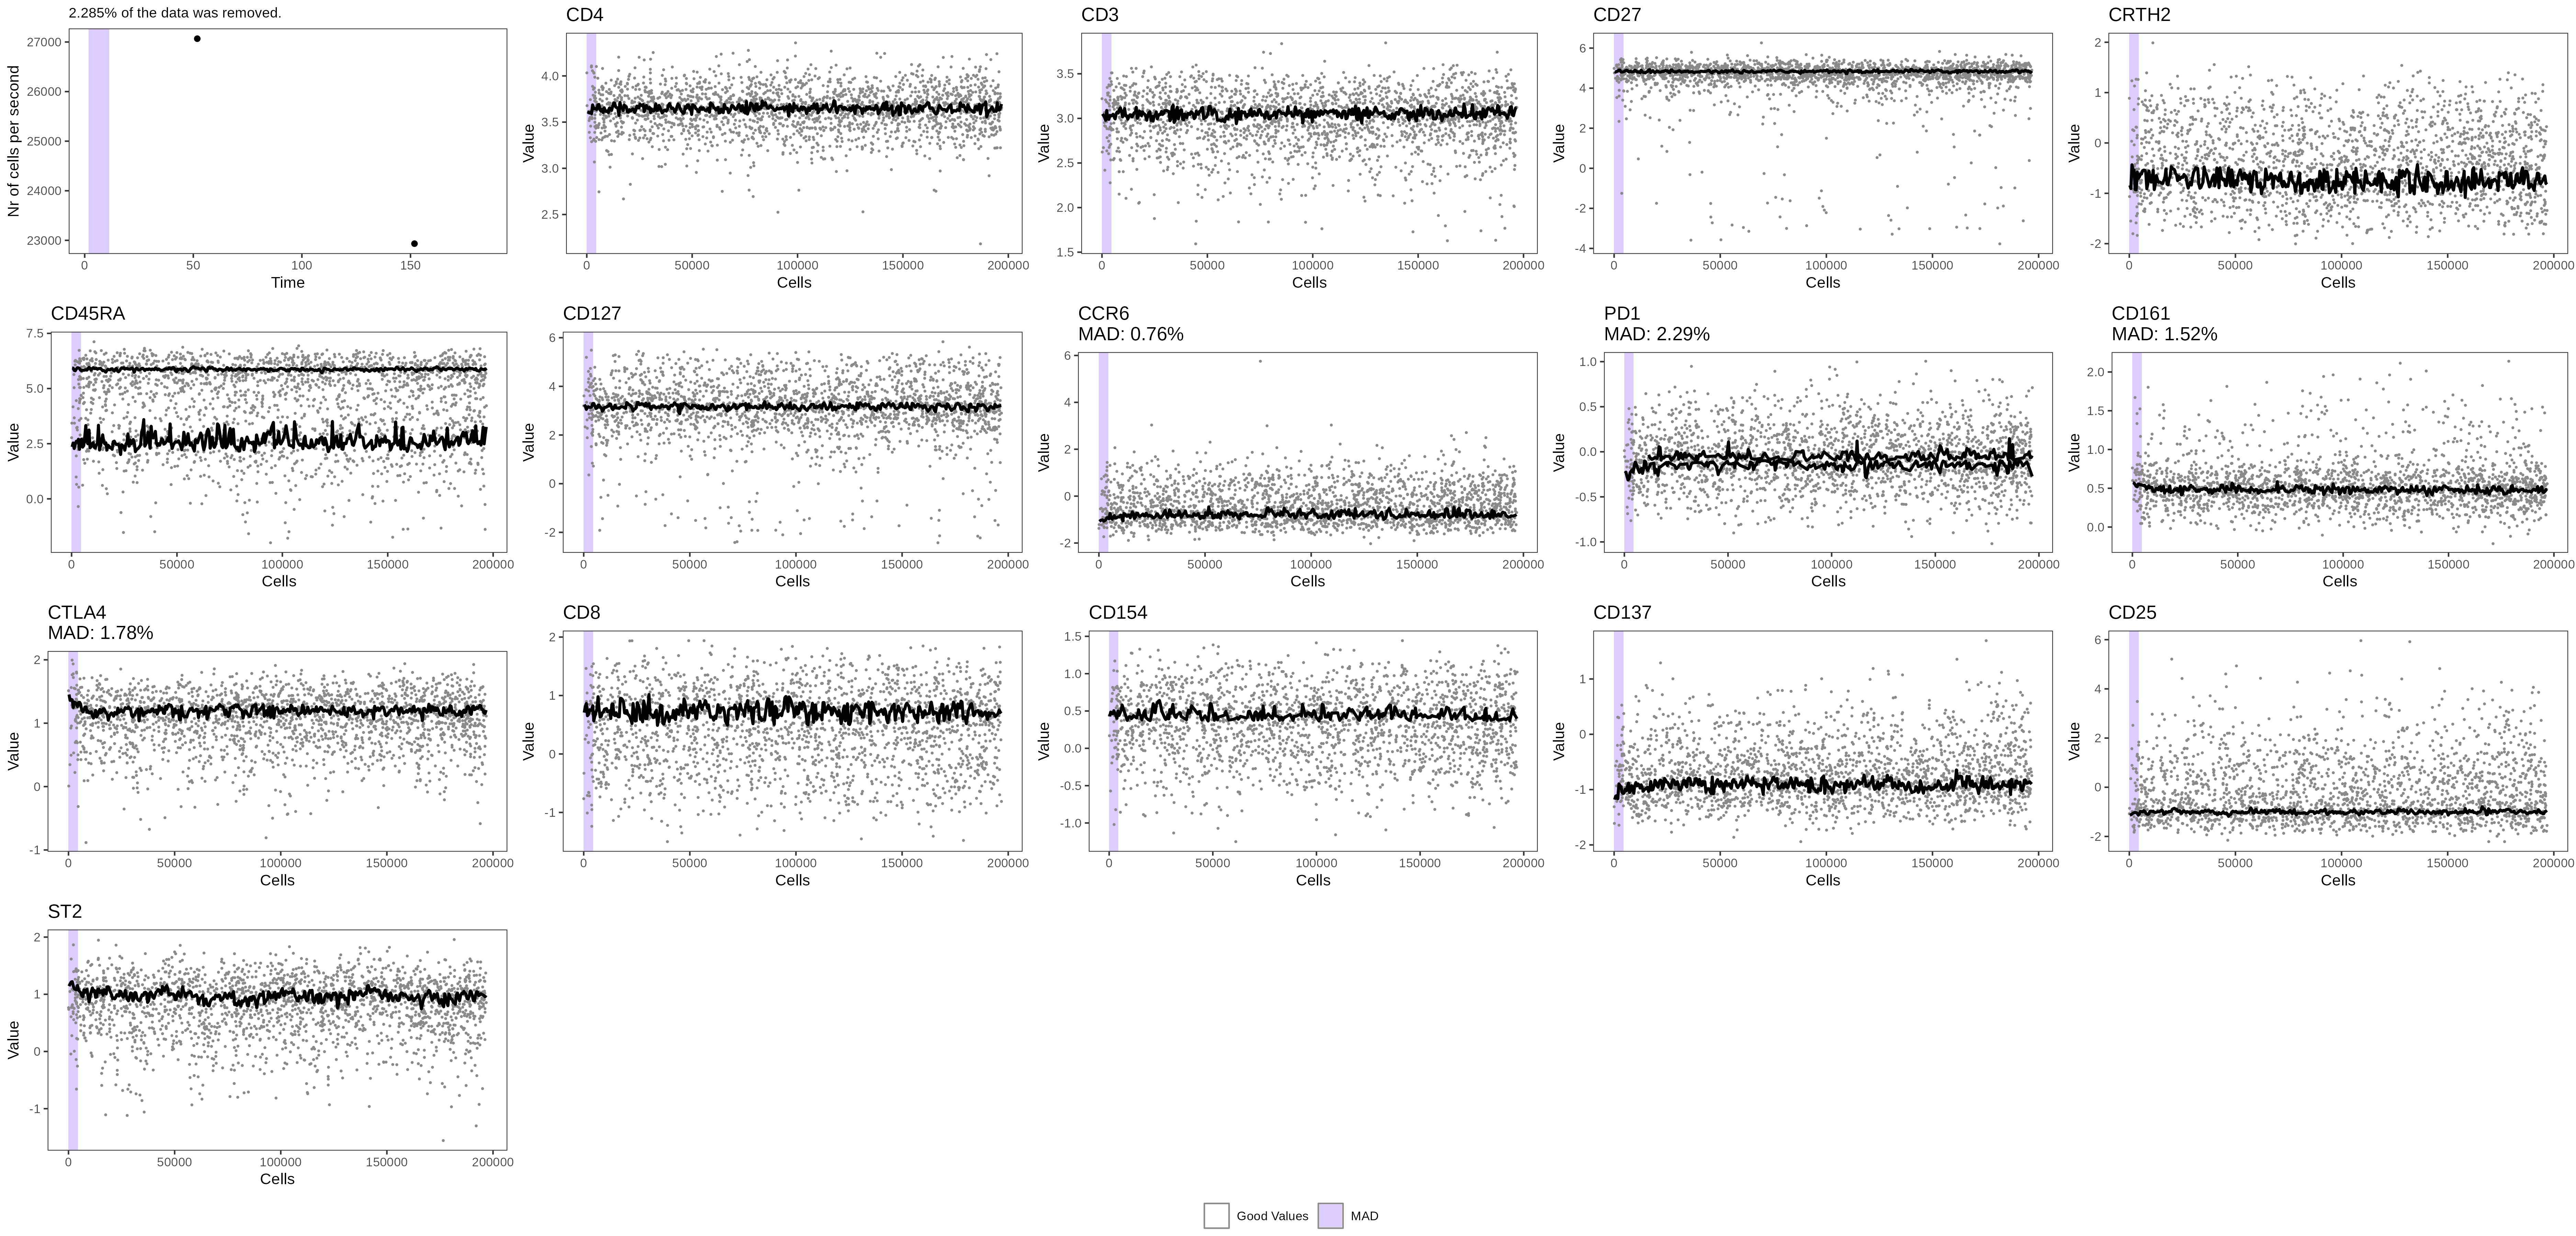 2.285% of the data was removed.
Nr of cells per second
27000
26000
25000
24000
23000
0 50 100 150
Time
CD4
Value
4.0
3.5
3.0
2.5
0 50000 100000 150000 200000
Cells
CD3
Value
3.5
3.0
2.5
2.0
1.5
0 50000 100000 150000 200000
Cells
CD27
Value
6
4
2
0
-2
-4
0 50000 100000 150000 200000
Cells
CRTH2
Value
2
1
0
-1
-2
0 50000 100000 150000 200000
Cells
CD45RA
Value
7.5
5.0
2.5
0.0
0 50000 100000 150000 200000
Cells
CD127
Value
6
4
2
0
-2
0 50000 100000 150000 200000
Cells
CCR6
MAD: 0.76%
Value
6
4
2
0
-2
0 50000 100000 150000 200000
Cells
PD1
MAD: 2.29%
Value
1.0
0.5
0.0
-0.5
-1.0
0 50000 100000 150000 200000
Cells
CD161
MAD: 1.52%
Value
2.0
1.5
1.0
0.5
0.0
0 50000 100000 150000 200000
Cells
CTLA4
MAD: 1.78%
Value
2
1
0
-1
0 50000 100000 150000 200000
Cells
CD8
Value
2
1
0
-1
0 50000 100000 150000 200000
Cells
CD154
Value
1.5
1.0
0.5
0.0
-0.5
-1.0
0 50000 100000 150000 200000
Cells
CD137
Value
1
0
-1
-2
0 50000 100000 150000 200000
Cells
CD25
Value
6
4
2
0
-2
0 50000 100000 150000 200000
Cells
ST2
Value
2
1
0
-1
0 50000 100000 150000 200000
Cells
Good Values MAD